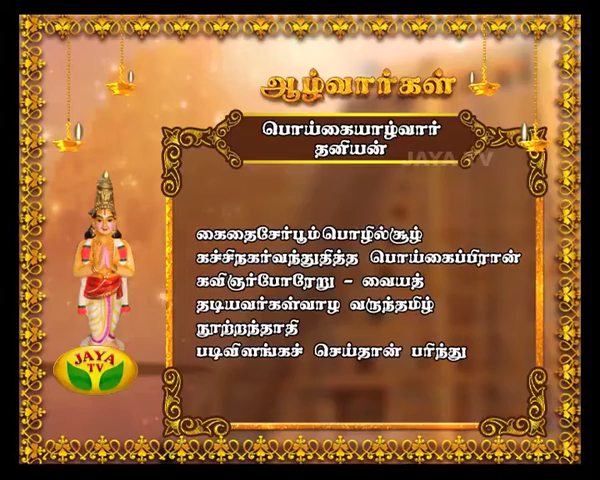 ஆழ்வார்கள்
பொய்கையாழ்வார்
தனியன்
JAYA TV
கைதைசேர்பூம்பொழில்சூழ்
கச்சிநகர்வந்துதித்த பொய்கைப்பிரான்
கவிஞர்போரேறு - வையத்
தடியவர்கள்வாழ வருந்தமிழ்
நூற்றந்தாதி
படிவிளங்கச் செய்தான் பரிந்து
JAYA
TV